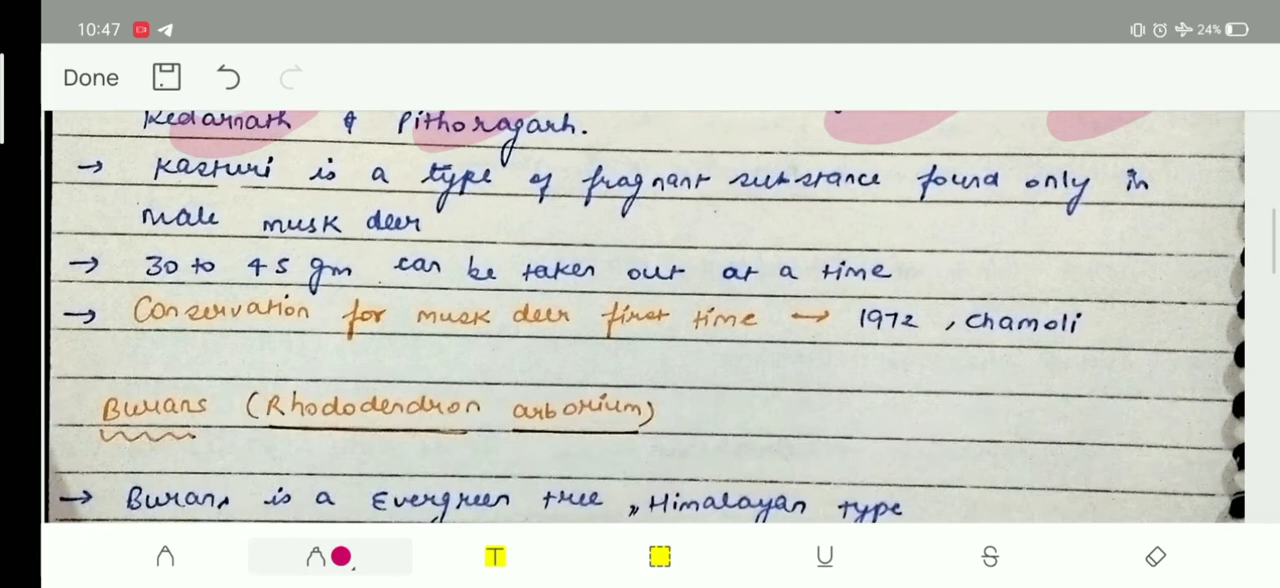 10:47
24%
Done
Kedarnath & Pithoragarh.
→ Kasturi is a type of fragnant substance found only in
male musk deer
→ 30 to 45 gm can be taken out at a time
→ Conservation for musk deer first time → 1972, Chamoli
Burans (Rhododendron arborium)
→ Burans is a Evergreen tree, Himalayan type
T
U
S